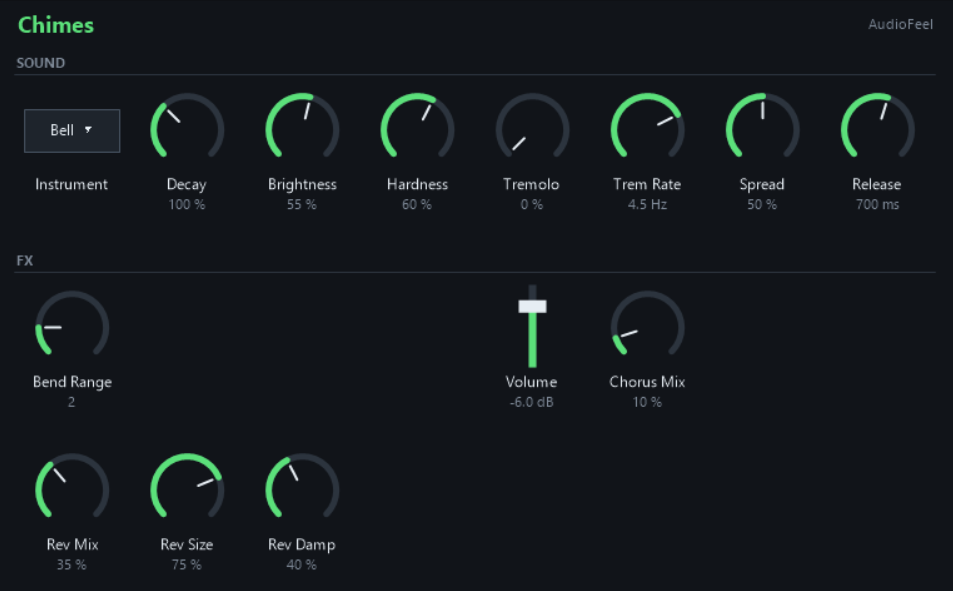 Chimes
AudioFeel
SOUND
Bell
Instrument
Decay
100 %
Brightness
55 %
Hardness
60 %
Tremolo
0 %
Trem Rate
4.5 Hz
Spread
50 %
Release
700 ms
FX
Bend Range
2
Volume
-6.0 dB
Chorus Mix
10 %
Rev Mix
35 %
Rev Size
75 %
Rev Damp
40 %